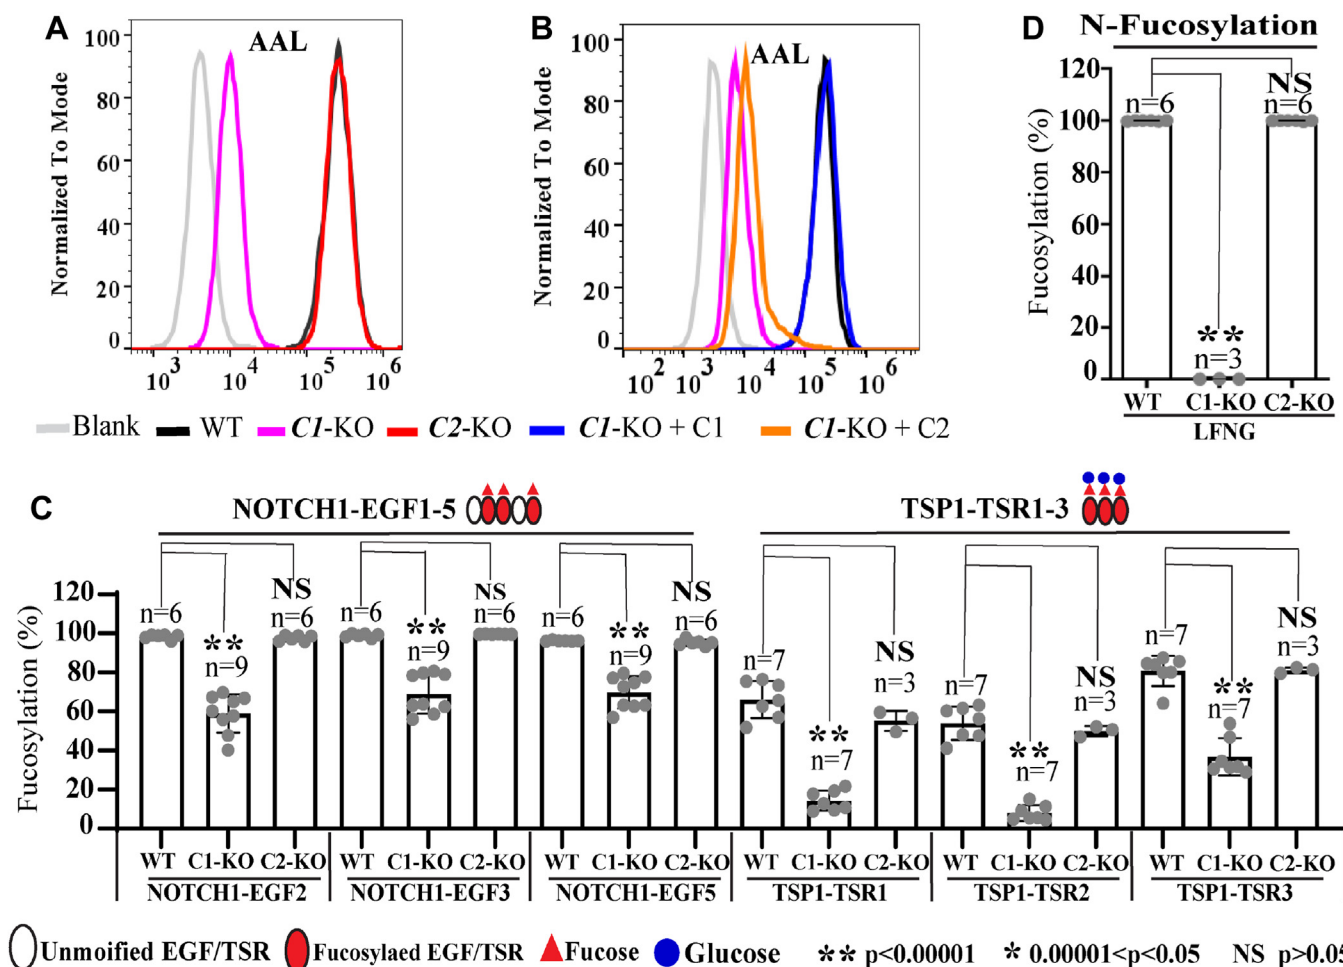 A
AAL
Normalized To Mode
100
80
60
40
20
0
10^3
10^4
10^5
10^6
B
AAL
Normalized To Mode
100
80
60
40
20
0
10^2
10^3
10^4
10^5
10^6
Blank WT C1-KO C2-KO C1-KO + C1 C1-KO + C2
D
N-Fucosylation
Fucosylation (%)
120
100
80
60
40
20
0
n=6
**
n=3
NS
n=6
WT C1-KO C2-KO
LFNG
C
NOTCH1-EGF1-5
TSP1-TSR1-3
Fucosylation (%)
120
100
80
60
40
20
0
n=6
**
n=9
NS
n=6
n=6
**
n=9
NS
n=6
n=6
**
n=9
NS
n=6
n=7
**
n=7
NS
n=3
n=7
**
n=7
NS
n=3
n=7
**
n=7
NS
n=3
WT C1-KO C2-KO WT C1-KO C2-KO WT C1-KO C2-KO WT C1-KO C2-KO WT C1-KO C2-KO WT C1-KO C2-KO
NOTCH1-EGF2 NOTCH1-EGF3 NOTCH1-EGF5 TSP1-TSR1 TSP1-TSR2 TSP1-TSR3
Unmoified EGF/TSR Fucosylaed EGF/TSR Fucose Glucose ** p<0.00001 * 0.00001<p<0.05 NS p>0.05